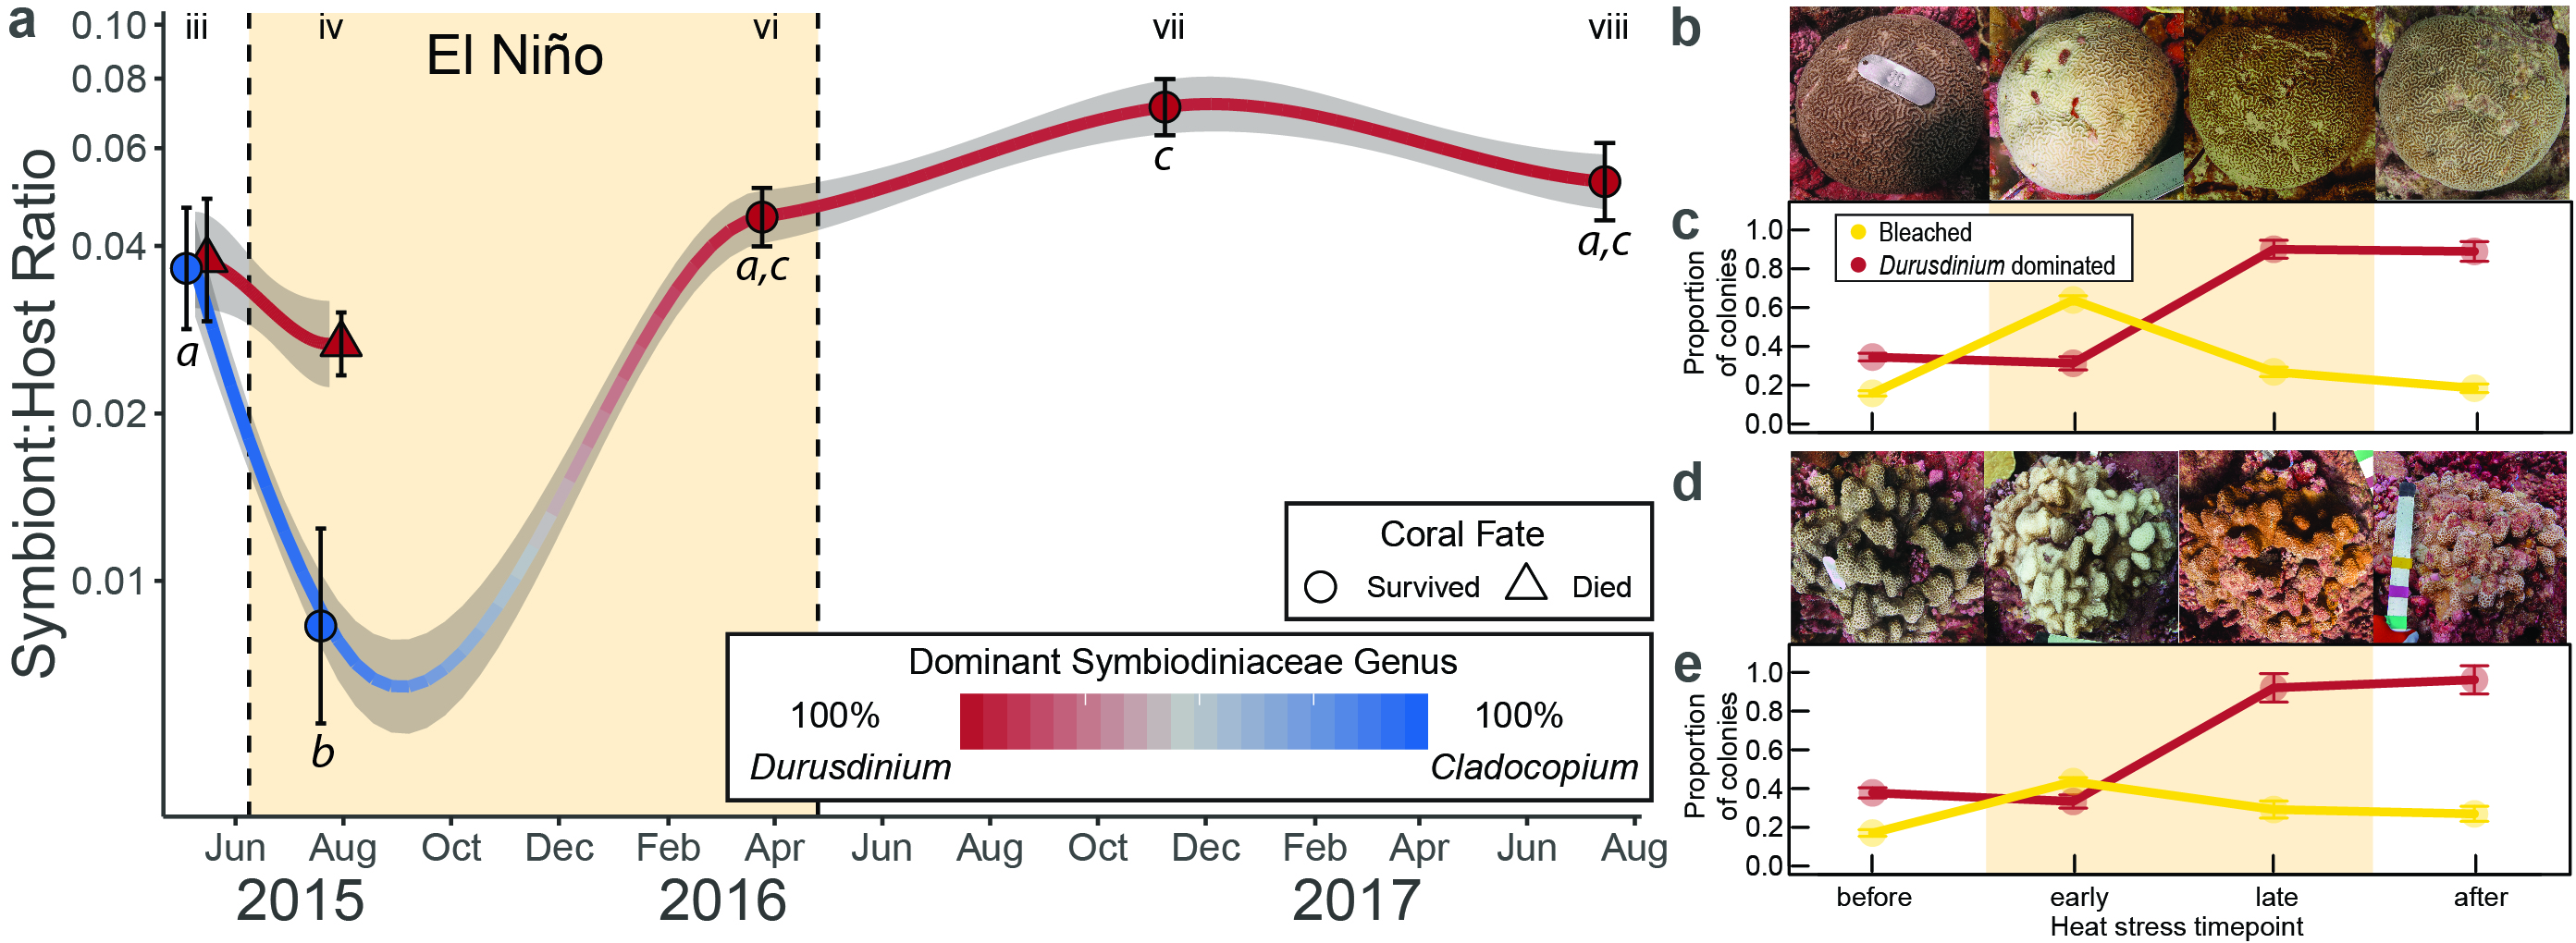 a
iii
iv
vi
vii
viii
El Niño
Symbiont:Host Ratio
0.10
0.08
0.06
0.04
0.02
0.01
a
b
a,c
c
a,c
Coral Fate
Survived
Died
Dominant Symbiodiniaceae Genus
100%
100%
Durusdinium
Cladocopium
Jun
Aug
Oct
Dec
Feb
Apr
Jun
Aug
Oct
Dec
Feb
Apr
Jun
Aug
2015
2016
2017
b
c
Proportion
of colonies
1.0
0.8
0.6
0.4
0.2
0.0
Bleached
Durusdinium dominated
d
e
Proportion
of colonies
1.0
0.8
0.6
0.4
0.2
0.0
before
early
late
after
Heat stress timepoint